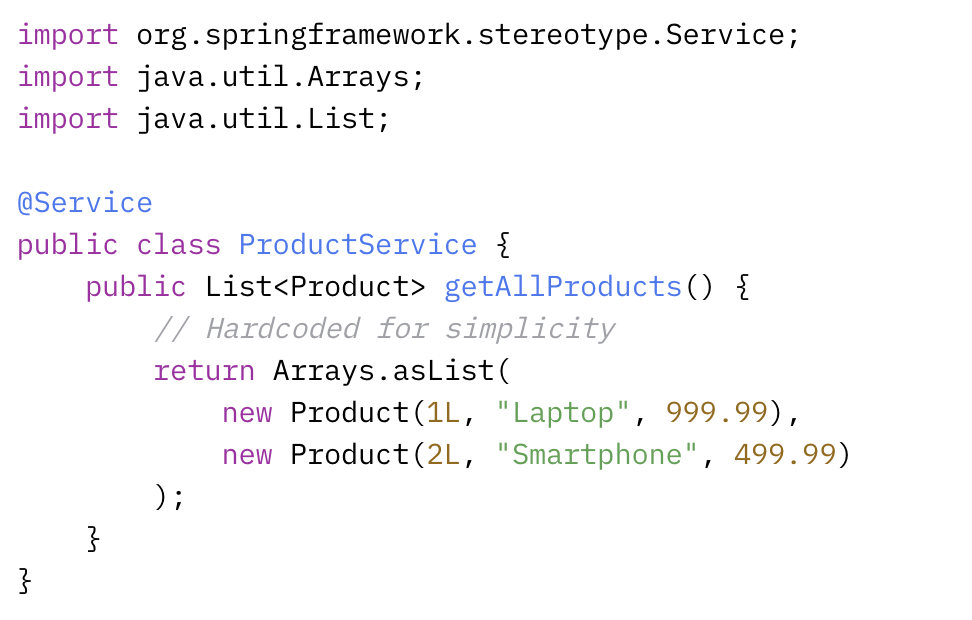 import org.springframework.stereotype.Service;
import java.util.Arrays;
import java.util.List;

@Service
public class ProductService {
    public List<Product> getAllProducts() {
        // Hardcoded for simplicity
        return Arrays.asList(
            new Product(1L, "Laptop", 999.99),
            new Product(2L, "Smartphone", 499.99)
        );
    }
}